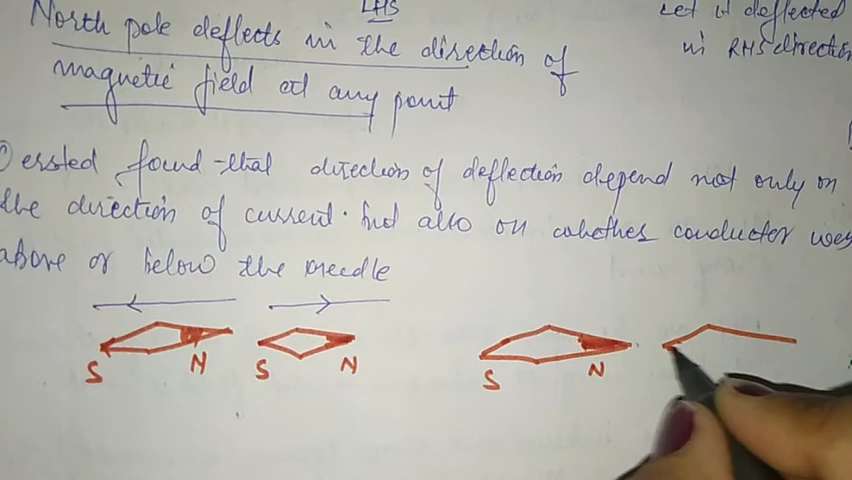 LHS
North pole deflects in the direction of
magnetic field at any point
Let it deflected
in RHS direction
Oersted found that direction of deflection depend not only on
the direction of current. but also on whether conductor was
above or below the needle
S N S N S N